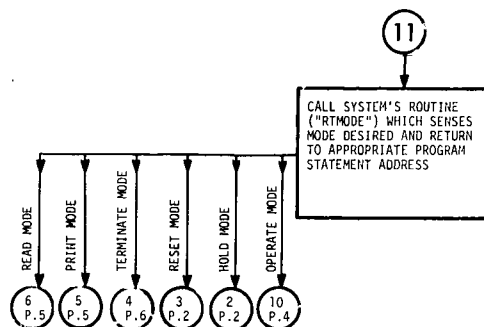 11
CALL SYSTEM'S ROUTINE
("RTMODE") WHICH SENSES
MODE DESIRED AND RETURN
TO APPROPRIATE PROGRAM
STATEMENT ADDRESS
READ MODE
PRINT MODE
TERMINATE MODE
RESET MODE
HOLD MODE
OPERATE MODE
6
P.5
5
P.5
4
P.6
3
P.2
2
P.2
10
P.4